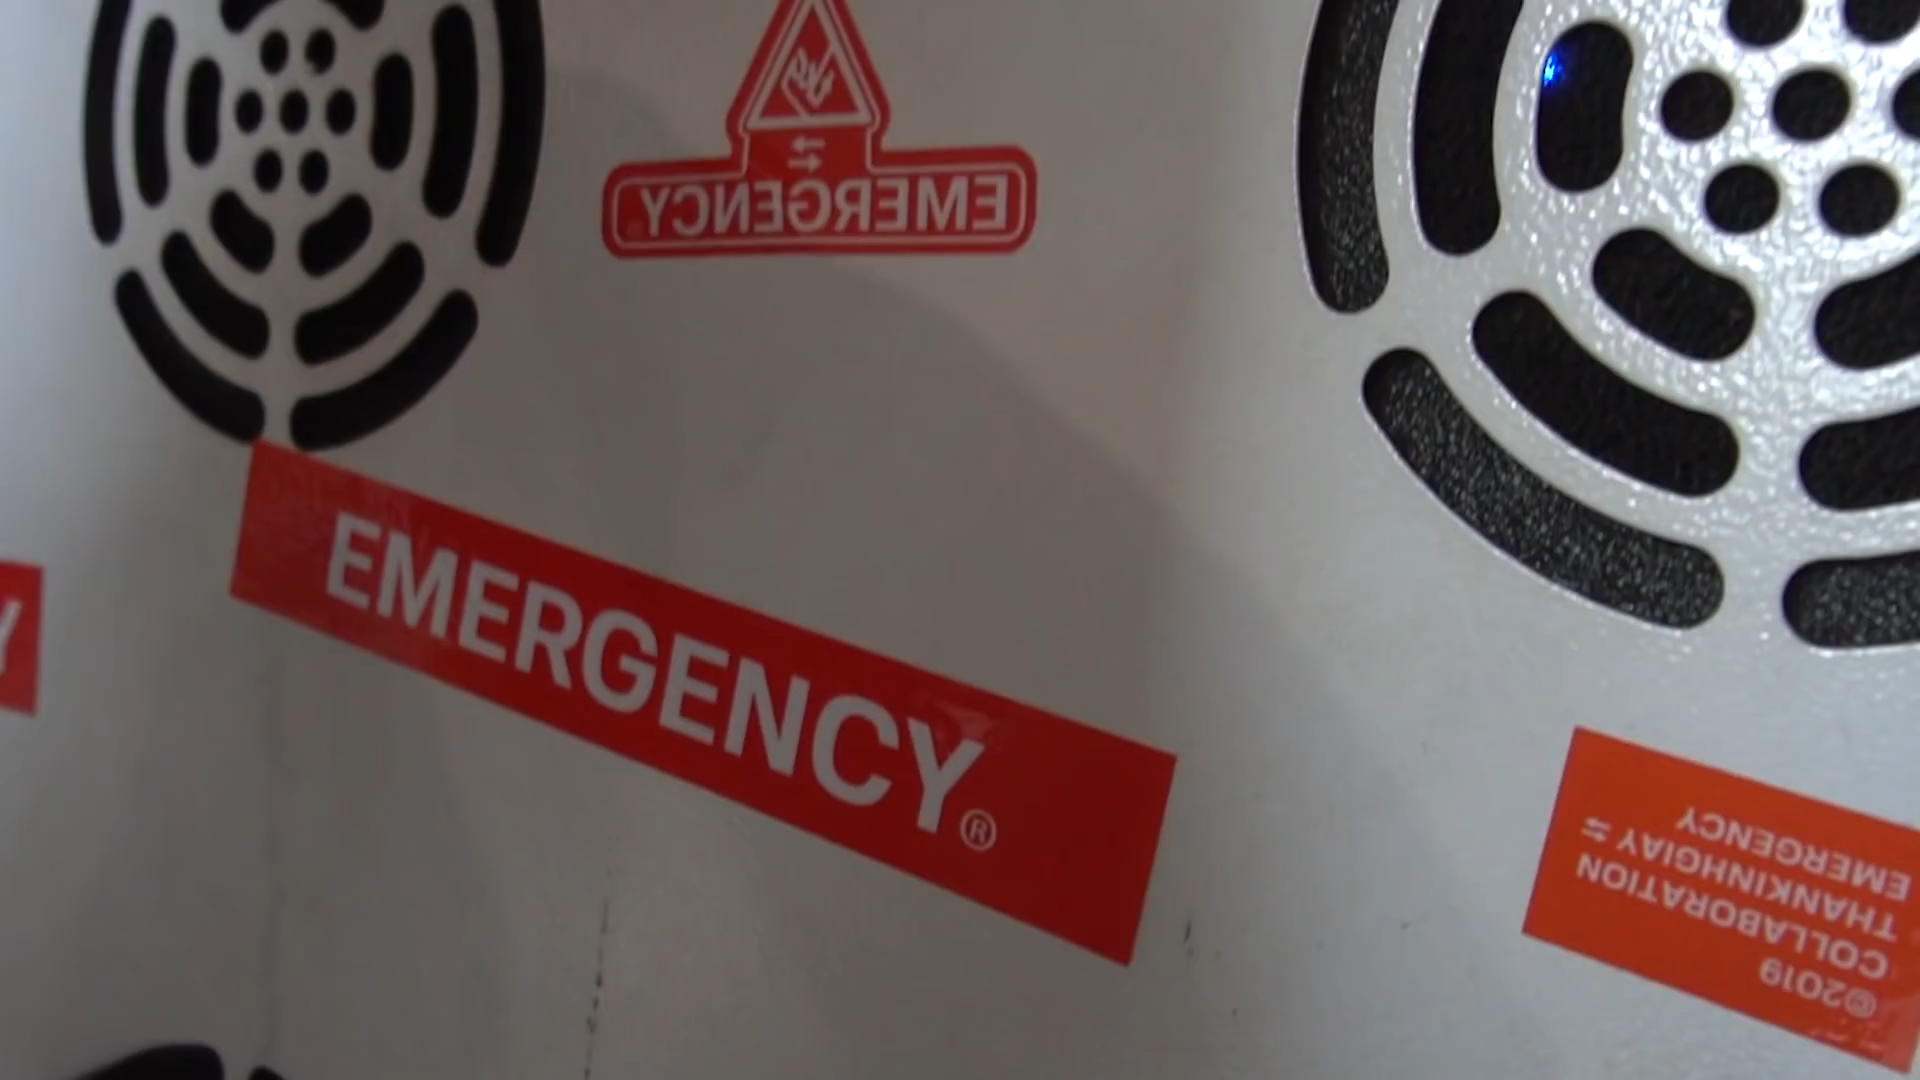 EMERGENCY
EMERGENCY®
Y
©2019
COLLABORATION
THANKINHGIAY ⇄
EMERGENCY